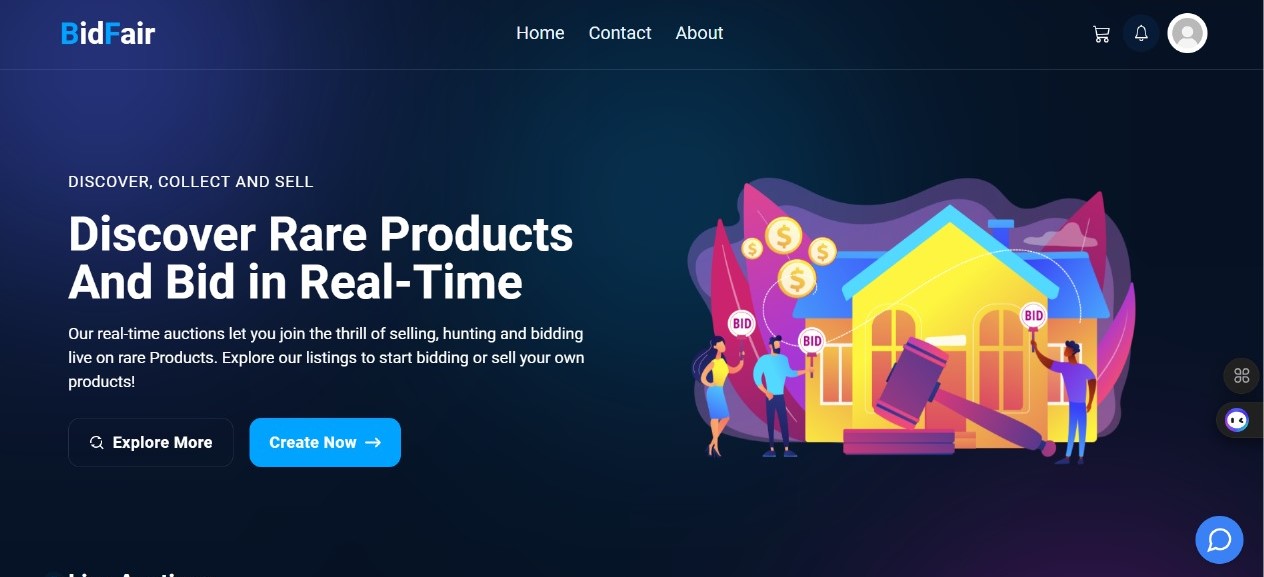 BidFair
Home
Contact
About
DISCOVER, COLLECT AND SELL
Discover Rare Products
And Bid in Real-Time
Our real-time auctions let you join the thrill of selling, hunting and bidding
live on rare Products. Explore our listings to start bidding or sell your own
products!
Explore More
Create Now
BID
BID
BID